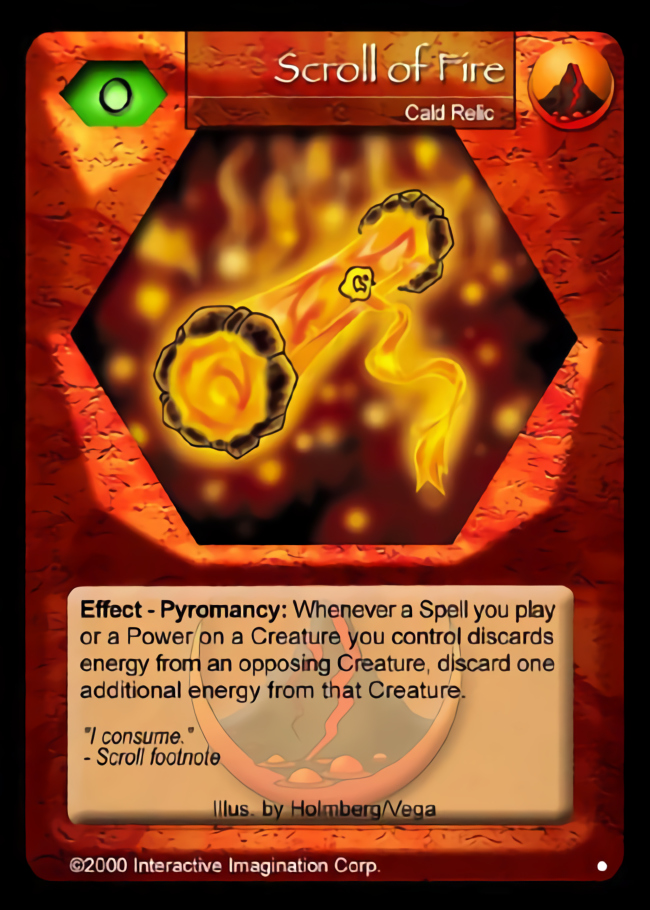 0
Scroll of Fire
Cald Relic
Effect - Pyromancy: Whenever a Spell you play
or a Power on a Creature you control discards
energy from an opposing Creature, discard one
additional energy from that Creature.
"I consume."
- Scroll footnote
Illus. by Holmberg/Vega
©2000 Interactive Imagination Corp.